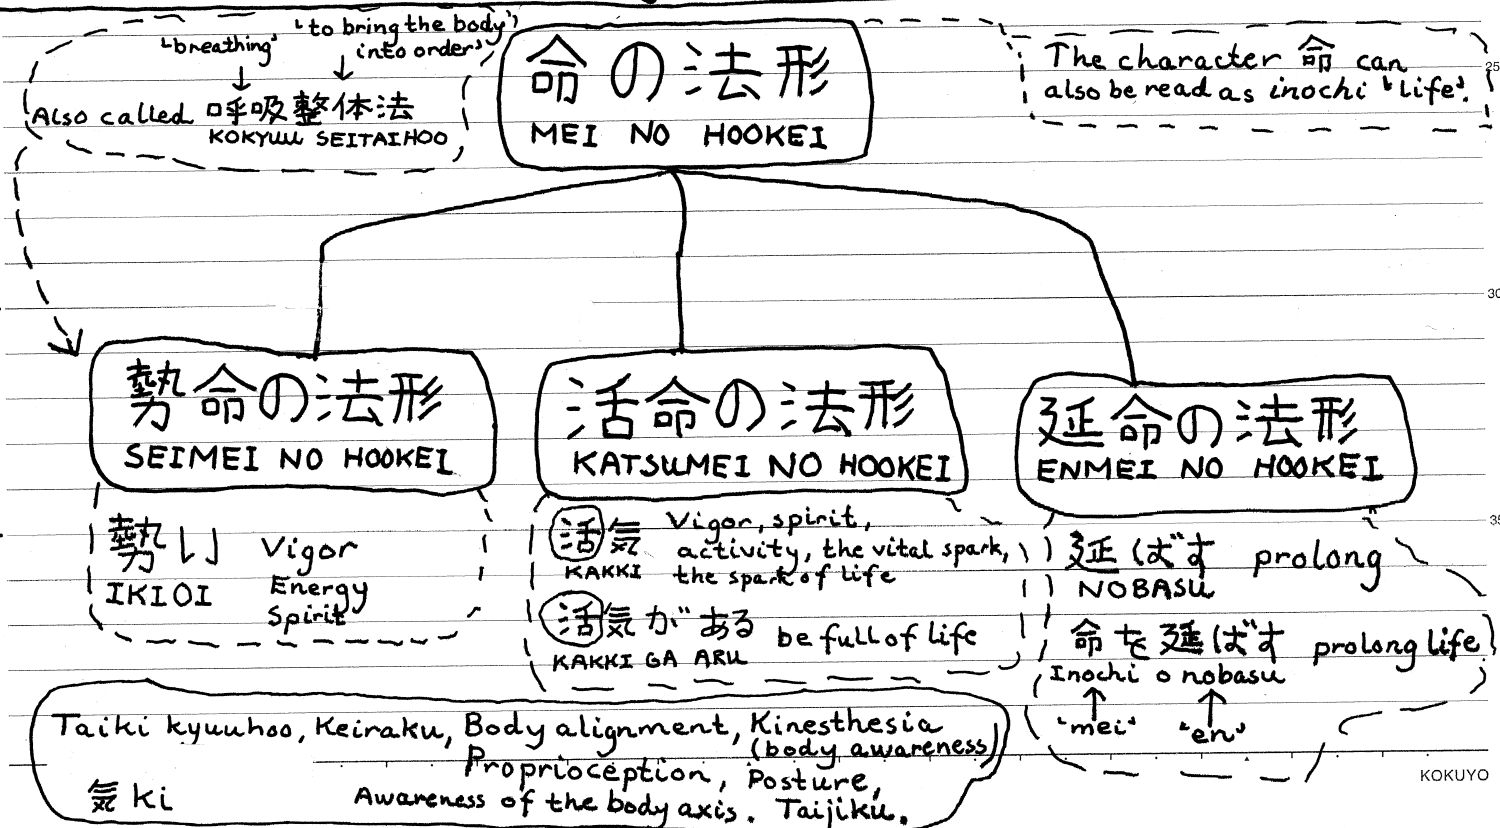 'breathing'
'to bring the body
into order'
Also called 呼吸整体法
KOKYUU SEITAIHOO
命の法形
MEI NO HOOKEI
The character 命 can
also be read as inochi 'life'.
25
30
勢命の法形
SEIMEI NO HOOKEI
勢い
IKIOI
Vigor
Energy
Spirit
活命の法形
KATSUMEI NO HOOKEI
活気
KAKKI
Vigor, spirit,
activity, the vital spark,
the spark of life
活気がある
KAKKI GA ARU
be full of life
延命の法形
ENMEI NO HOOKEI
35
延ばす prolong
NOBASU
命を延ばす prolong life
Inochi o nobasu
'mei' 'en'
Taiki kyuuhoo, Keiraku, Body alignment, Kinesthesia
(body awareness)
Proprioception, Posture,
気 ki
Awareness of the body axis. Taijiku.
KOKUYO